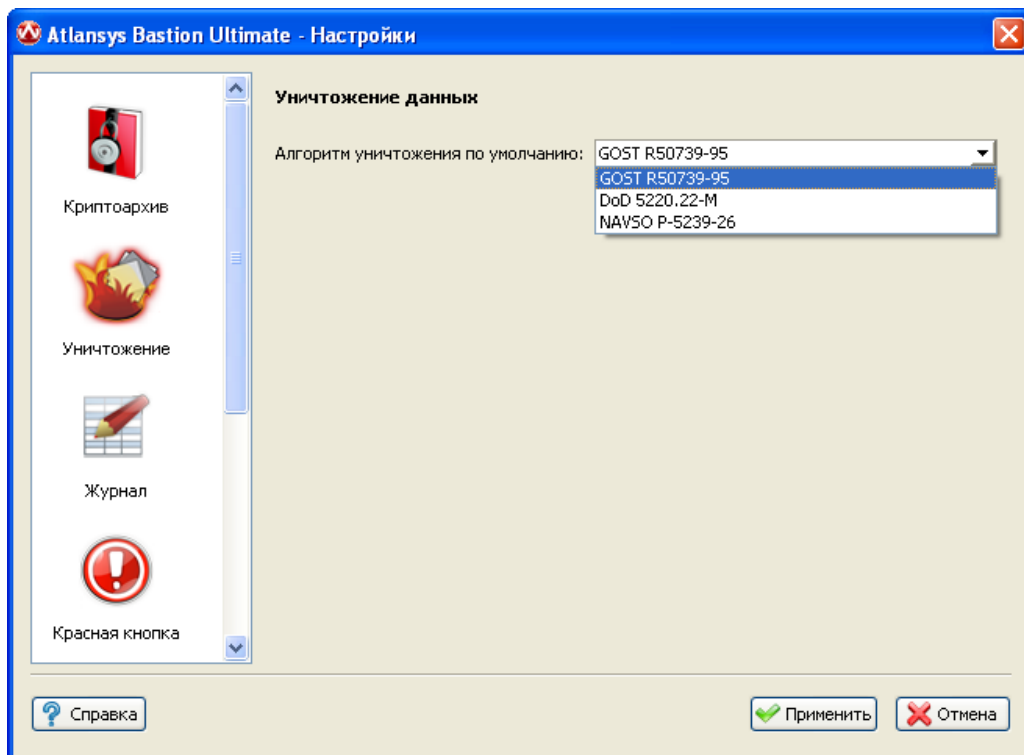 Atlansys Bastion Ultimate - Настройки
Криптоархив
Уничтожение
Журнал
Красная кнопка
Уничтожение данных
Алгоритм уничтожения по умолчанию: GOST R50739-95
GOST R50739-95
DoD 5220.22-M
NAVSO P-5239-26
Справка
Применить
Отмена